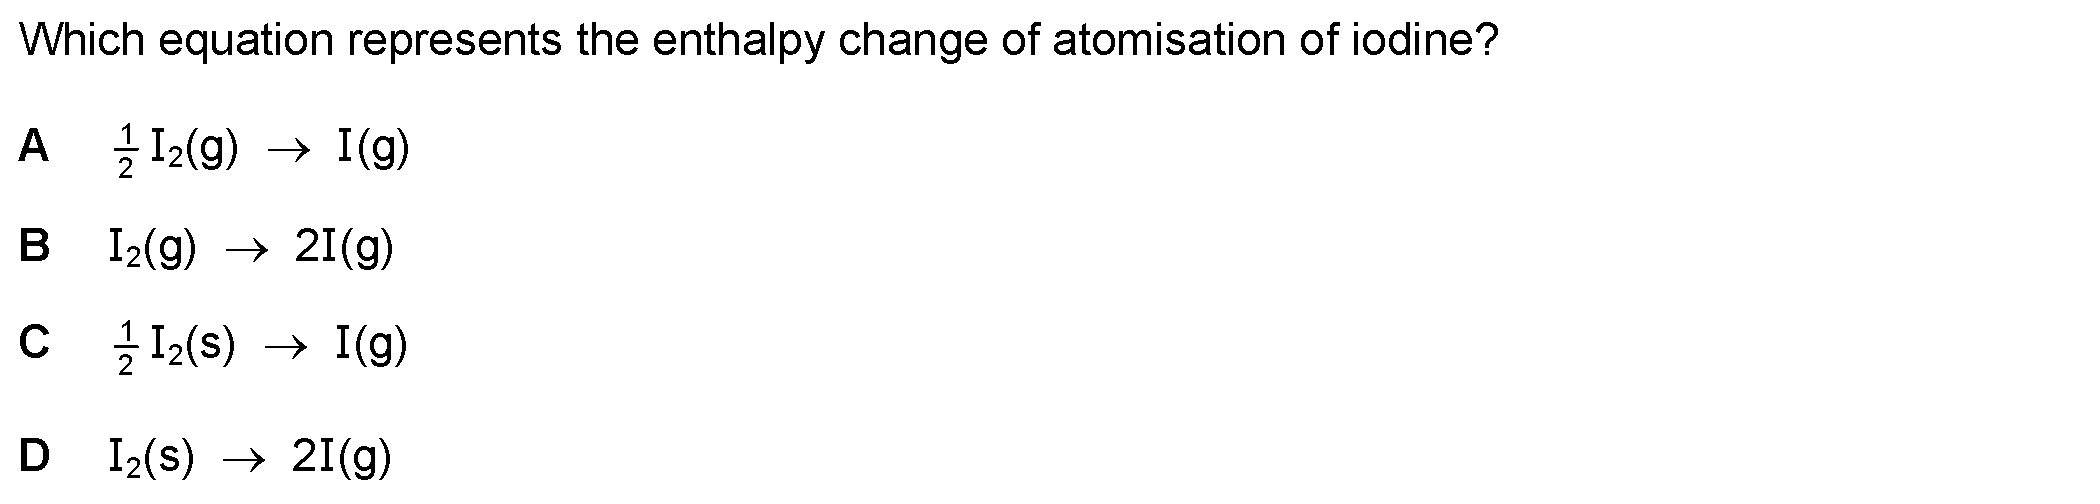 Which equation represents the enthalpy change of atomisation of iodine?
A ½ I₂(g) → I(g)
B I₂(g) → 2I(g)
C ½ I₂(s) → I(g)
D I₂(s) → 2I(g)